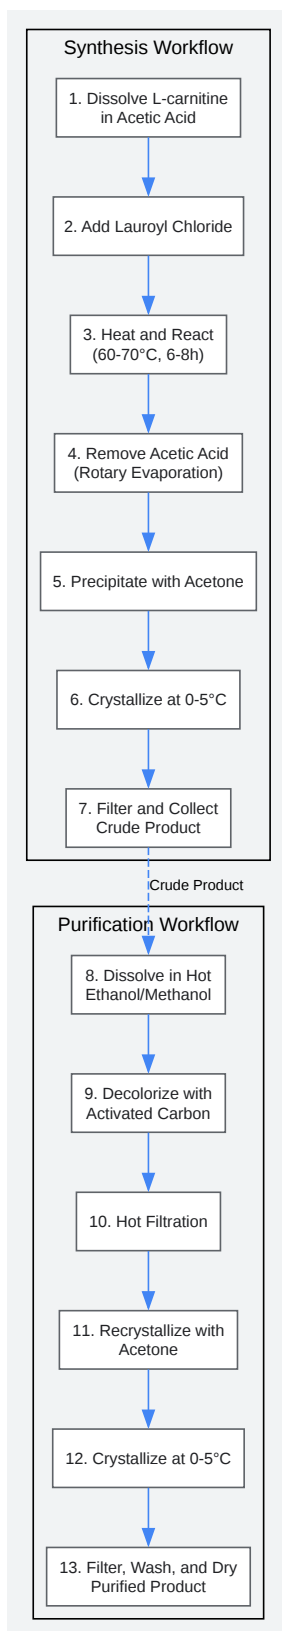 Synthesis Workflow
1. Dissolve L-carnitine
in Acetic Acid
2. Add Lauroyl Chloride
3. Heat and React
(60-70°C, 6-8h)
4. Remove Acetic Acid
(Rotary Evaporation)
5. Precipitate with Acetone
6. Crystallize at 0-5°C
7. Filter and Collect
Crude Product
Crude Product
Purification Workflow
8. Dissolve in Hot
Ethanol/Methanol
9. Decolorize with
Activated Carbon
10. Hot Filtration
11. Recrystallize with
Acetone
12. Crystallize at 0-5°C
13. Filter, Wash, and Dry
Purified Product